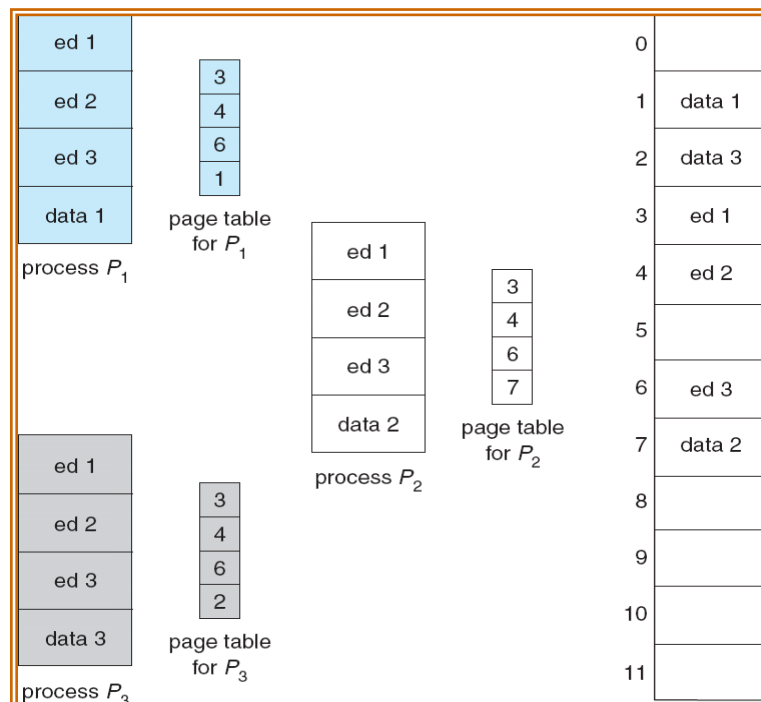 ed 1
ed 2
ed 3
data 1
process P1
3
4
6
1
page table
for P1
ed 1
ed 2
ed 3
data 2
process P2
3
4
6
7
page table
for P2
ed 1
ed 2
ed 3
data 3
process P3
3
4
6
2
page table
for P3
0
1 data 1
2 data 3
3 ed 1
4 ed 2
5
6 ed 3
7 data 2
8
9
10
11